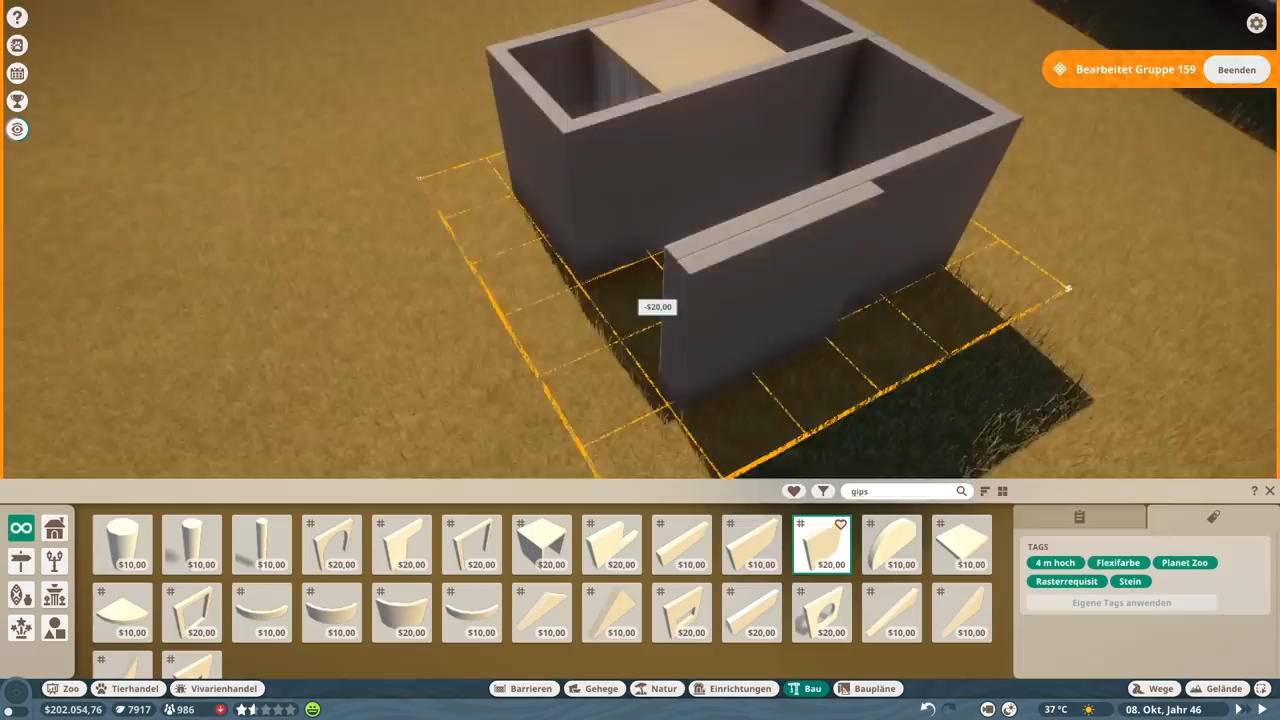 Bearbeitet Gruppe 159
Beenden
-$20,00
gips
$10,00 $10,00 $10,00 $20,00 $20,00 $10,00 $20,00 $20,00 $10,00 $10,00 $20,00 $10,00 $10,00
$10,00 $20,00 $10,00 $10,00 $20,00 $10,00 $10,00 $10,00 $20,00 $20,00 $20,00 $10,00 $10,00
TAGS
4 m hoch Flexifarbe Planet Zoo
Rasterrequisit Stein
Eigene Tags anwenden
Zoo Tierhandel Vivarienhandel Barrieren Gehege Natur Einrichtungen Bau Baupläne Wege Gelände
$202.054,76 7917 986 37 °C 08. Okt, Jahr 46